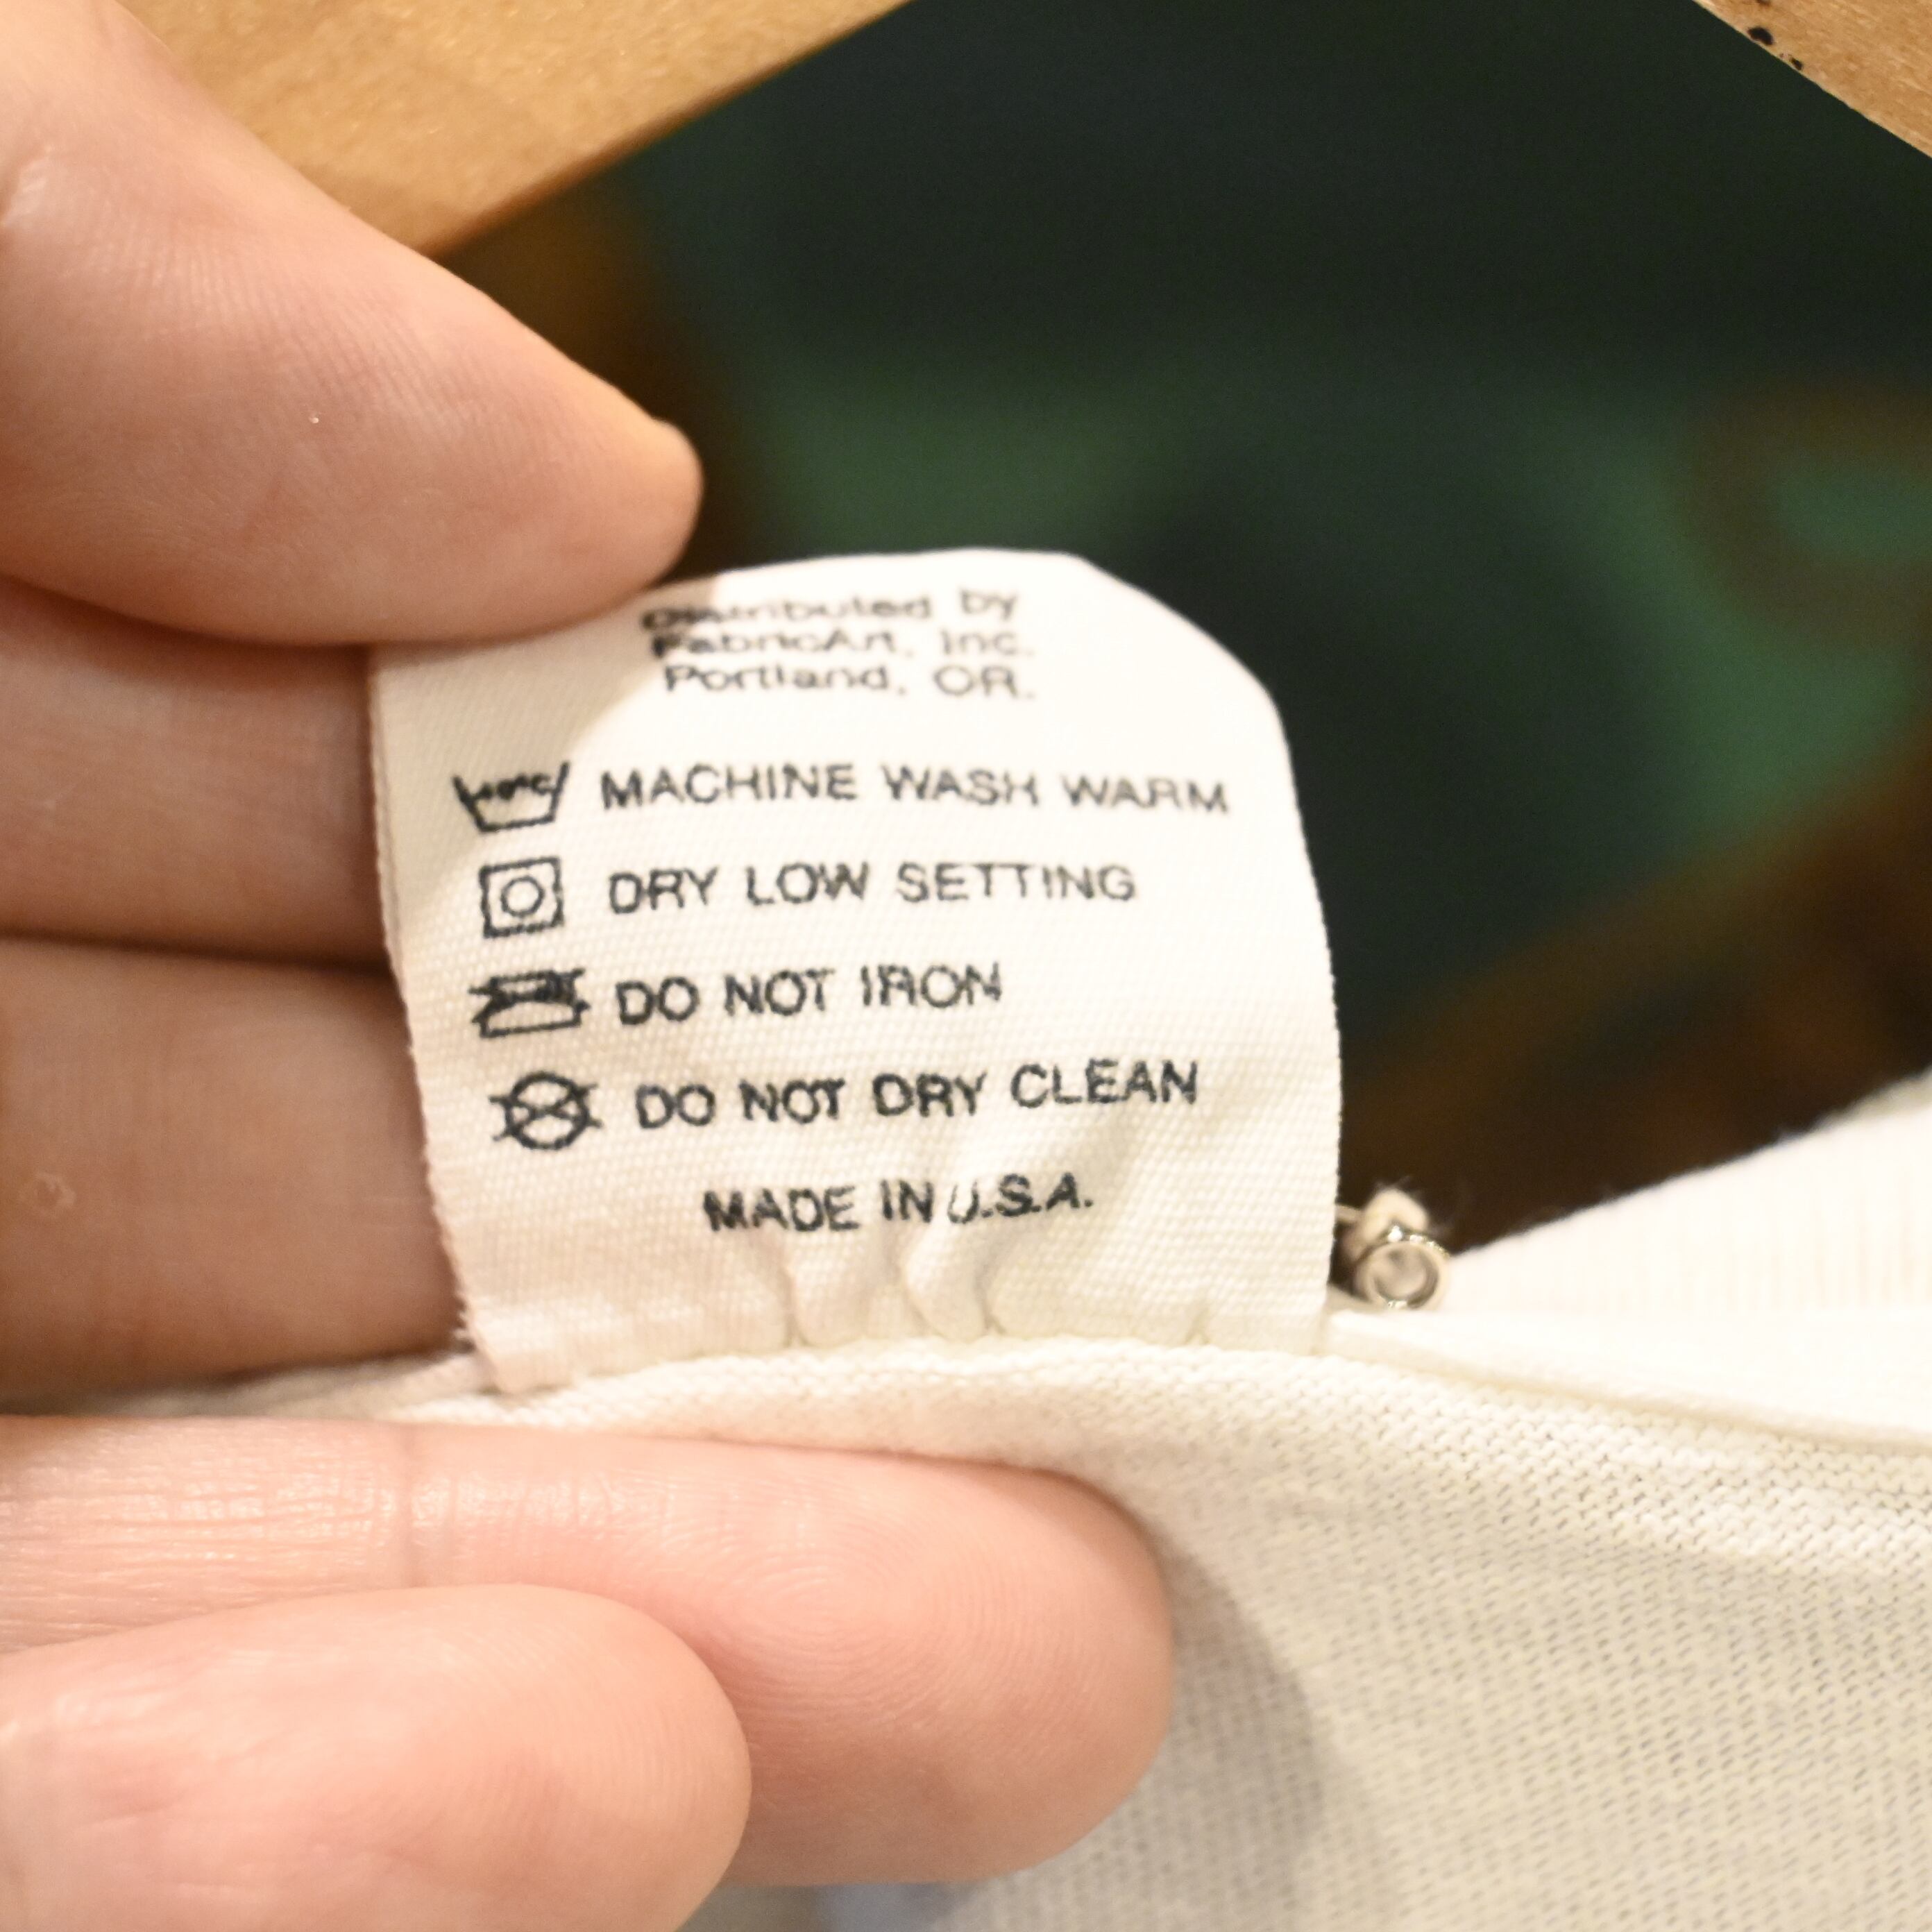 Distributed by
FabricArt, Inc.
Portland, OR.
MACHINE WASH WARM
DRY LOW SETTING
DO NOT IRON
DO NOT DRY CLEAN
MADE IN U.S.A.